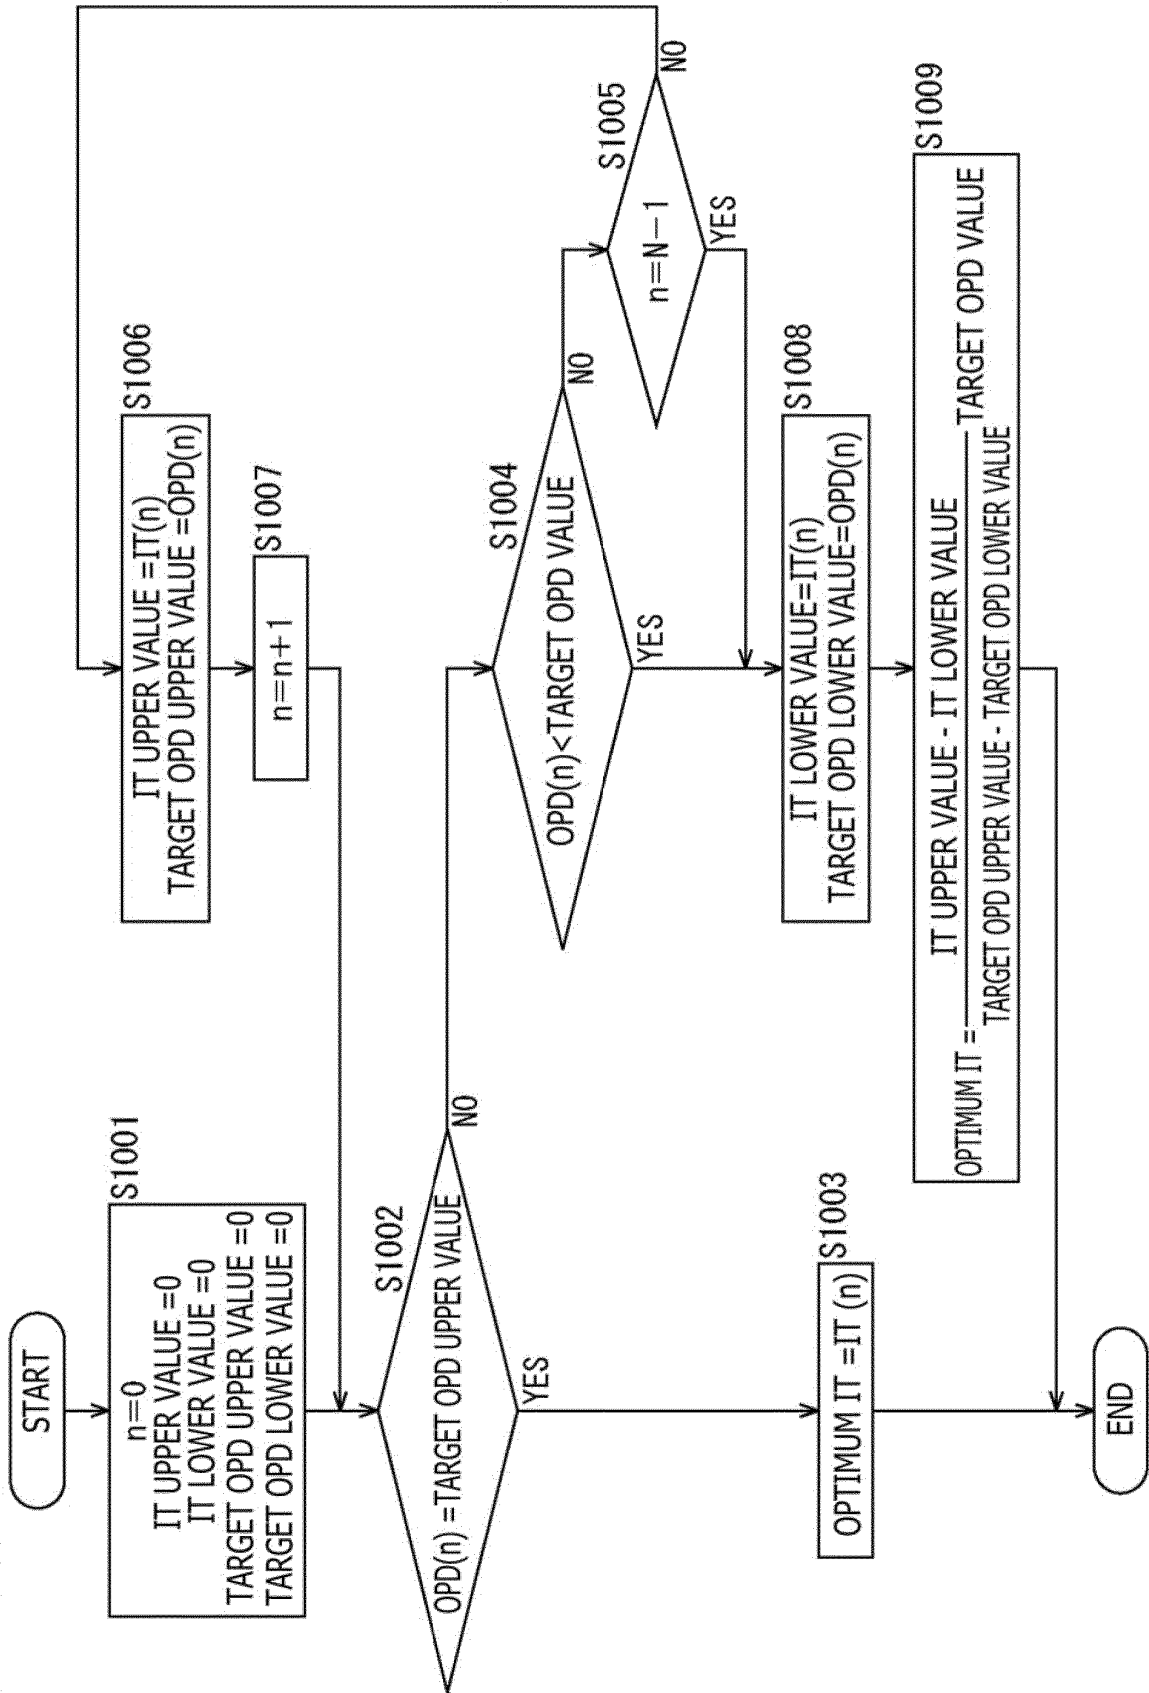 START
S1001
n=0
IT UPPER VALUE =0
IT LOWER VALUE =0
TARGET OPD UPPER VALUE =0
TARGET OPD LOWER VALUE =0
S1002
OPD(n) =TARGET OPD UPPER VALUE
NO
YES
S1003
OPTIMUM IT =IT (n)
END
S1006
IT UPPER VALUE =IT(n)
TARGET OPD UPPER VALUE =OPD(n)
S1007
n=n+1
S1004
OPD(n)<TARGET OPD VALUE
NO
YES
S1005
n=N-1
NO
YES
S1008
IT LOWER VALUE=IT(n)
TARGET OPD LOWER VALUE=OPD(n)
S1009
IT UPPER VALUE - IT LOWER VALUE
OPTIMUM IT = TARGET OPD VALUE
TARGET OPD UPPER VALUE - TARGET OPD LOWER VALUE